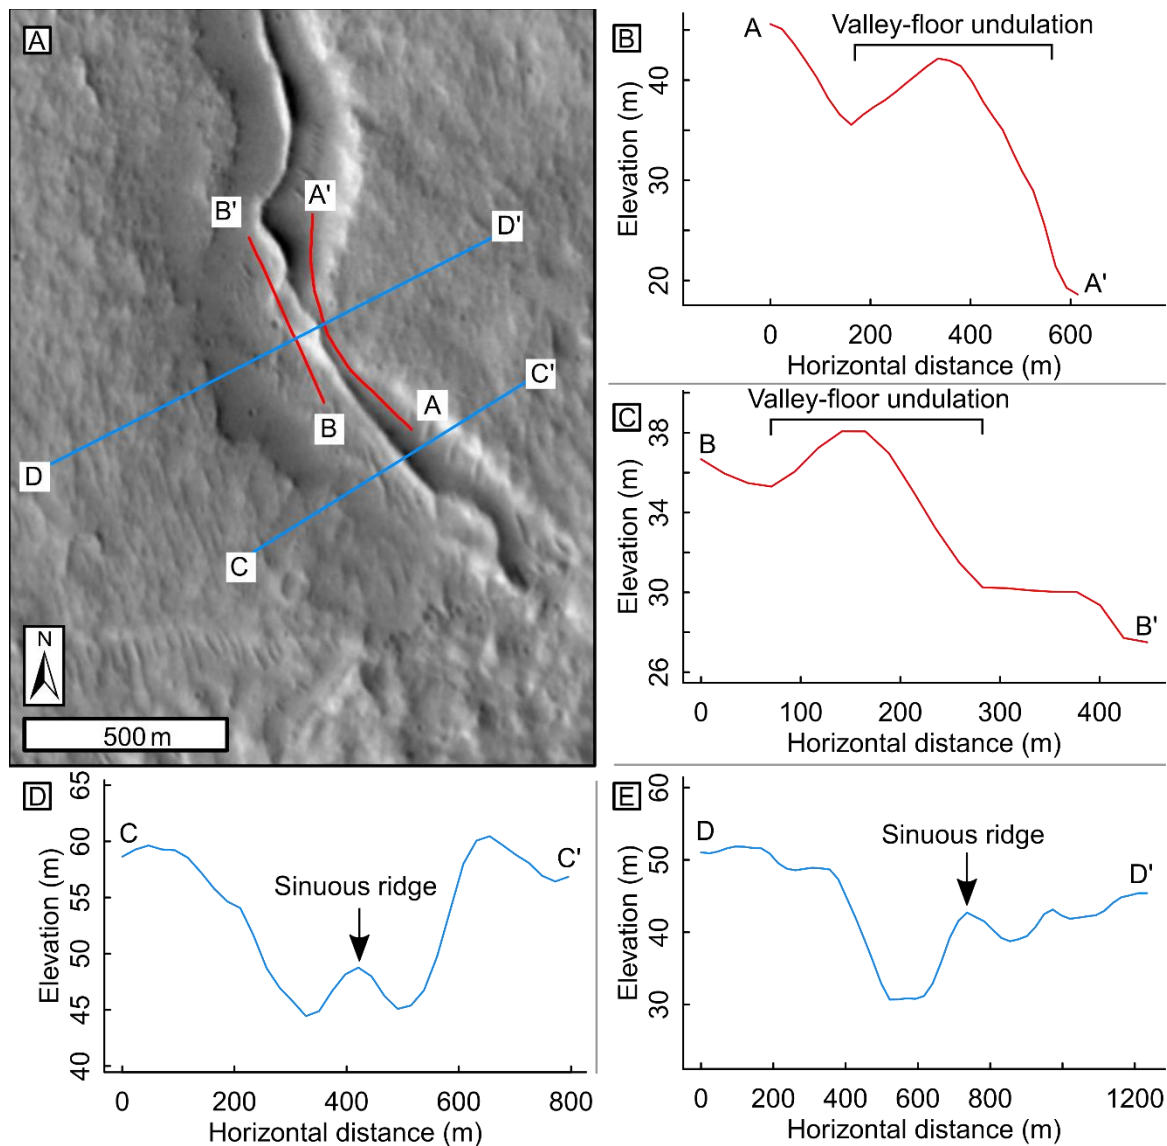 A
B'
A'
D'
C'
A
B
D
C
N
500 m
B
A
Valley-floor undulation
Elevation (m)
40
30
20
A'
0 200 400 600
Horizontal distance (m)
C
Valley-floor undulation
B
Elevation (m)
38
34
30
26
B'
0 100 200 300 400
Horizontal distance (m)
D
C
Elevation (m)
65
60
55
50
45
40
Sinuous ridge
C'
0 200 400 600 800
Horizontal distance (m)
E
D
Elevation (m)
60
50
40
30
Sinuous ridge
D'
0 200 400 600 800 1200
Horizontal distance (m)